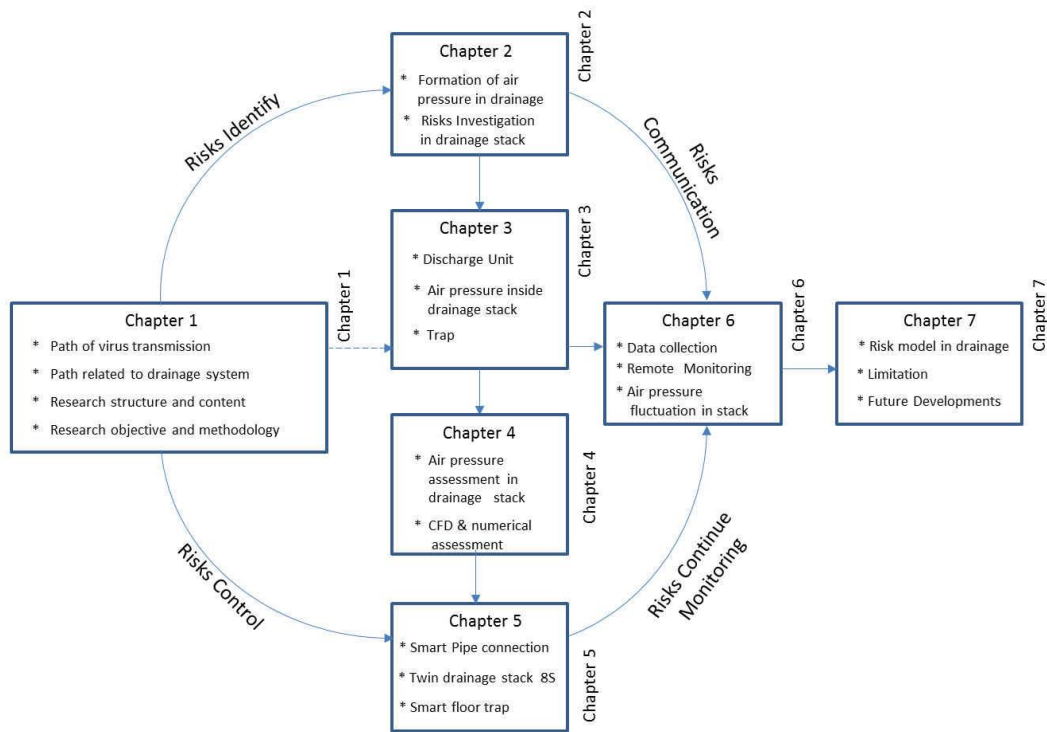 Chapter 2
* Formation of air
pressure in drainage
* Risks Investigation
in drainage stack
Chapter 2
Risks Identify
Risks
Communication
Chapter 3
* Discharge Unit
* Air pressure inside
drainage stack
* Trap
Chapter 3
Chapter 1
* Path of virus transmission
* Path related to drainage system
* Research structure and content
* Research objective and methodology
Chapter 1
Chapter 6
* Data collection
* Remote Monitoring
* Air pressure
fluctuation in stack
Chapter 6
Chapter 7
* Risk model in drainage
* Limitation
* Future Developments
Chapter 7
Chapter 4
* Air pressure
assessment in
drainage stack
* CFD & numerical
assessment
Chapter 4
Risks Control
Risks Continue
Monitoring
Chapter 5
* Smart Pipe connection
* Twin drainage stack 8S
* Smart floor trap
Chapter 5